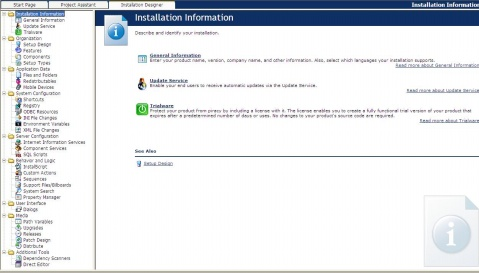 Start Page
Project Assistant
Installation Designer
Installation Information
Installation Information
General Information
Update Service
Trialware
Organization
Setup Design
Features
Components
Setup Types
Application Data
Files and Folders
Redistributables
Mobile Devices
System Configuration
Shortcuts
Registry
ODBC Resources
INI File Changes
Environment Variables
XML File Changes
Server Configuration
Internet Information Services
Component Services
SQL Scripts
Behavior and Logic
InstallScript
Custom Actions
Sequences
Support Files/Billboards
System Search
Property Manager
User Interface
Dialogs
Media
Path Variables
Upgrades
Releases
Patch Design
Distribute
Additional Tools
Dependency Scanners
Direct Editor
Installation Information
Describe and identify your installation.
General Information
Enter your product name, version, company name, and other information. Also, select which languages your installation supports.
Read more about General Information
Update Service
Enable your end users to receive automatic updates via the Update Service.
Read more about Update Service
Trialware
Protect your product from piracy by including a license with it. The license enables you to create a fully functional trial version of your product that
expires after a predetermined number of days or uses. No changes to your product's source code are required.
Read more about Trialware
See Also
Setup Design